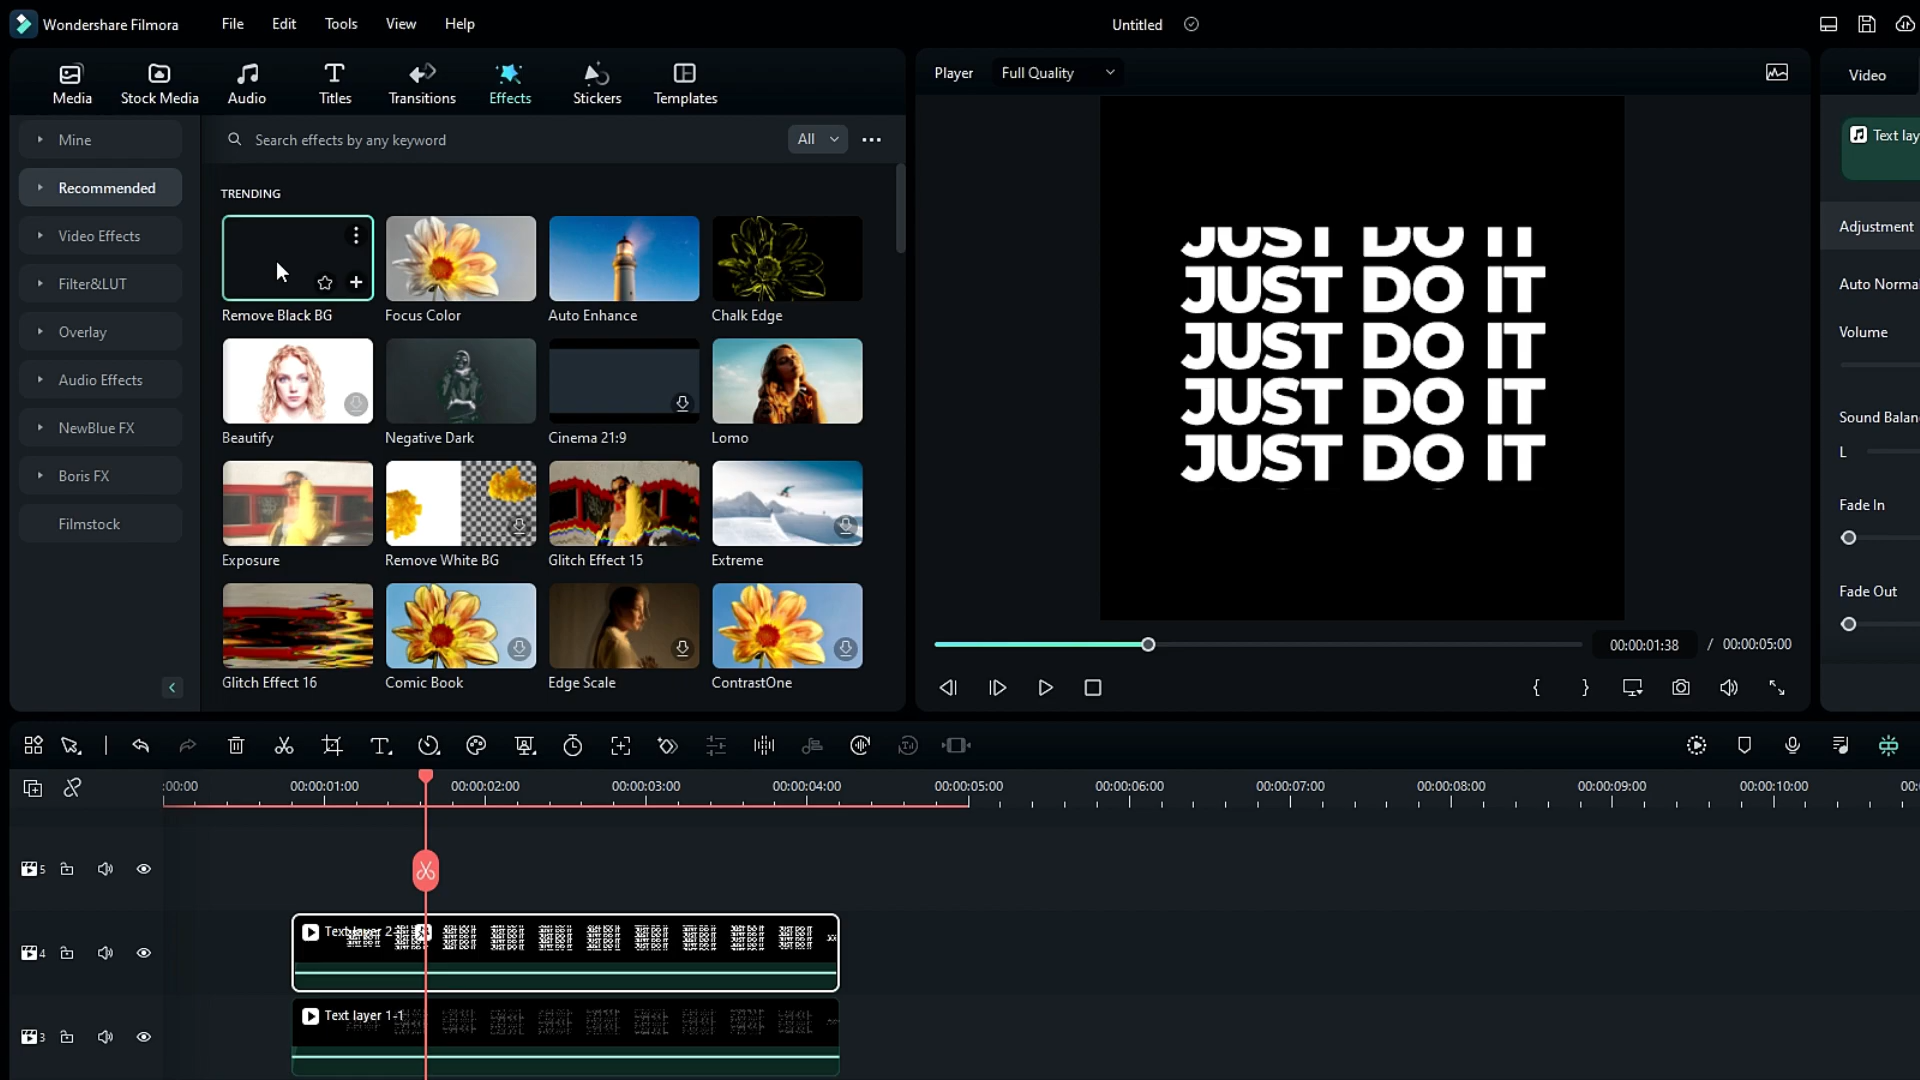 Wondershare Filmora
File
Edit
Tools
View
Help
Untitled
Media
Stock Media
Audio
Titles
Transitions
Effects
Stickers
Templates
Player
Full Quality
Video
Mine
Recommended
Video Effects
Filter&LUT
Overlay
Audio Effects
NewBlue FX
Boris FX
Filmstock
Search effects by any keyword
All
TRENDING
Remove Black BG
Focus Color
Auto Enhance
Chalk Edge
Beautify
Negative Dark
Cinema 21:9
Lomo
Exposure
Remove White BG
Glitch Effect 15
Extreme
Glitch Effect 16
Comic Book
Edge Scale
ContrastOne
JUST DO IT
JUST DO IT
JUST DO IT
JUST DO IT
JUST DO IT
00:00:01:38 / 00:00:05:00
Text lay
Adjustment
Auto Normal
Volume
Sound Balan
L
Fade In
Fade Out
:00:00
00:00:01:00
00:00:02:00
00:00:03:00
00:00:04:00
00:00:05:00
00:00:06:00
00:00:07:00
00:00:08:00
00:00:09:00
00:00:10:00
00:
5
4
Text layer 2-
3
Text layer 1-1